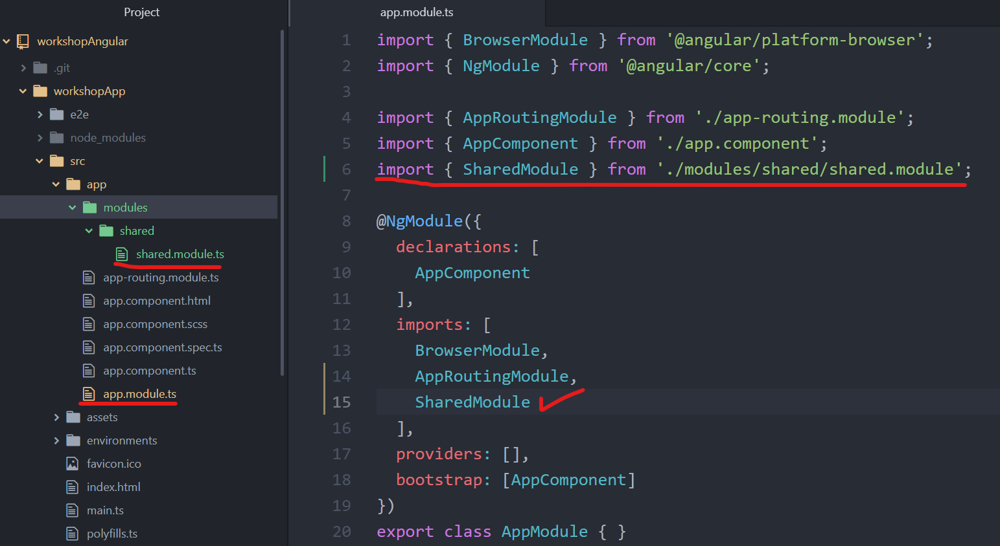 Project
workshopAngular
.git
workshopApp
e2e
node_modules
src
app
modules
shared
shared.module.ts
app-routing.module.ts
app.component.html
app.component.scss
app.component.spec.ts
app.component.ts
app.module.ts
assets
environments
favicon.ico
index.html
main.ts
polyfills.ts
app.module.ts
1 import { BrowserModule } from '@angular/platform-browser';
2 import { NgModule } from '@angular/core';
3
4 import { AppRoutingModule } from './app-routing.module';
5 import { AppComponent } from './app.component';
6 import { SharedModule } from './modules/shared/shared.module';
7
8 @NgModule({
9   declarations: [
10     AppComponent
11   ],
12   imports: [
13     BrowserModule,
14     AppRoutingModule,
15     SharedModule
16   ],
17   providers: [],
18   bootstrap: [AppComponent]
19 })
20 export class AppModule { }